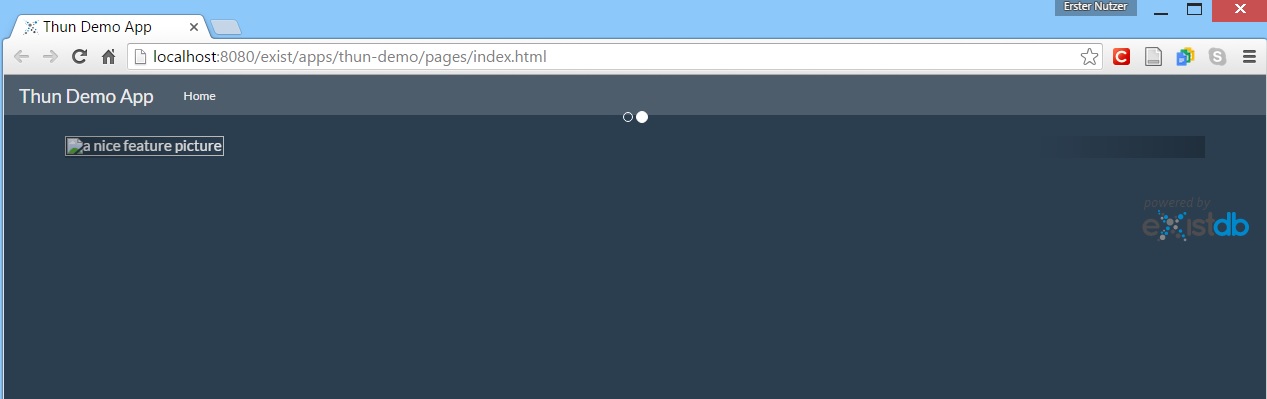 Erster Nutzer
Thun Demo App
localhost:8080/exist/apps/thun-demo/pages/index.html
Thun Demo App Home
a nice feature picture
powered by
existdb